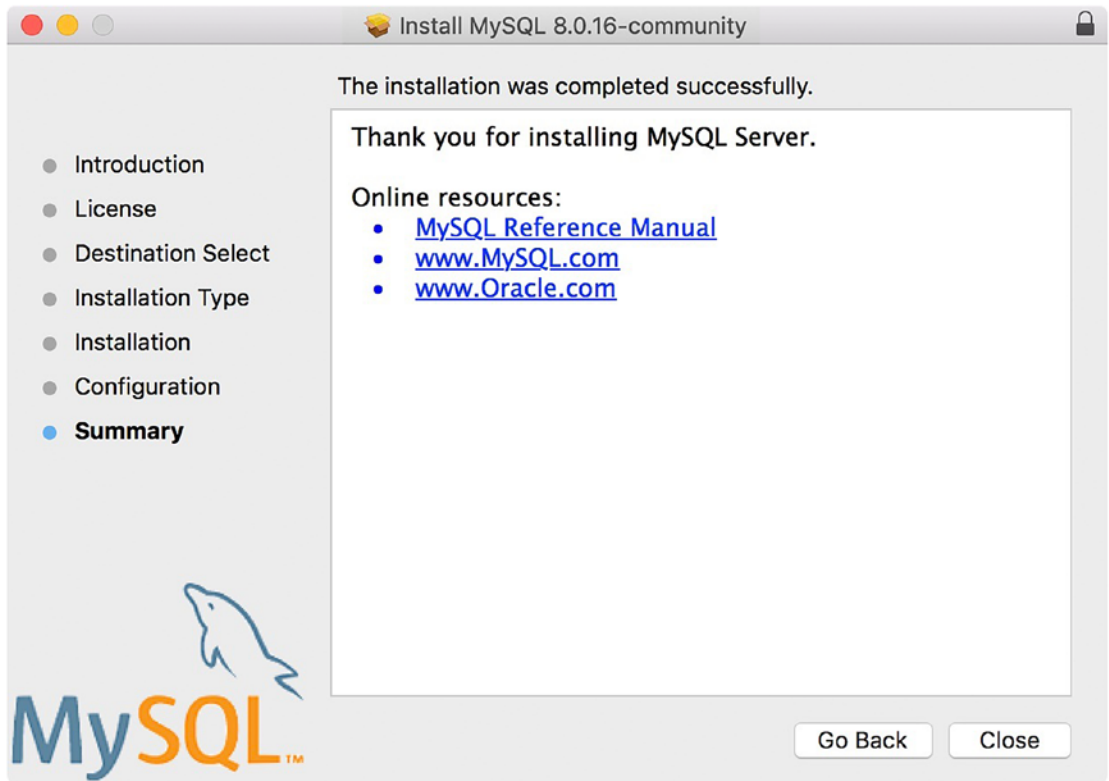 Install MySQL 8.0.16-community
The installation was completed successfully.
Introduction
License
Destination Select
Installation Type
Installation
Configuration
Summary
Thank you for installing MySQL Server.
Online resources:
• MySQL Reference Manual
• www.MySQL.com
• www.Oracle.com
MySQL™
Go Back
Close